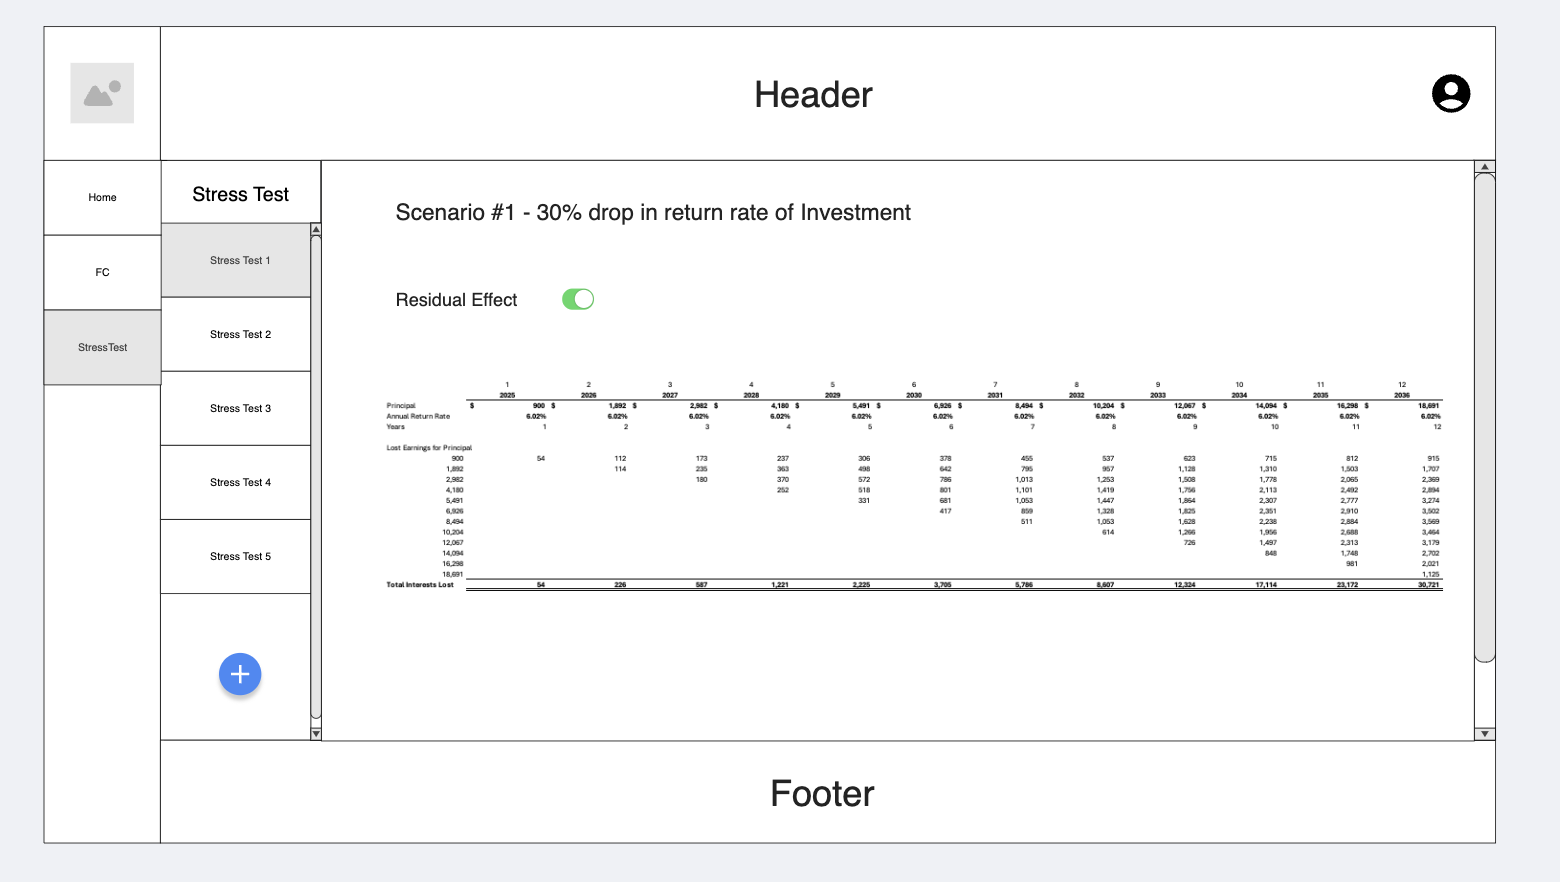 Header
Home
FC
StressTest
Stress Test
Stress Test 1
Stress Test 2
Stress Test 3
Stress Test 4
Stress Test 5
Scenario #1 - 30% drop in return rate of Investment
Residual Effect
1 2 3 4 5 6 7 8 9 10 11 12
2025 2026 2027 2028 2029 2030 2031 2032 2033 2034 2035 2036
Principal $ 900 $ 1,892 $ 2,982 $ 4,180 $ 5,491 $ 6,926 $ 8,494 $ 10,204 $ 12,067 $ 14,094 $ 16,298 $ 18,691
Annual Return Rate 6.02% 6.02% 6.02% 6.02% 6.02% 6.02% 6.02% 6.02% 6.02% 6.02% 6.02% 6.02%
Years 1 2 3 4 5 6 7 8 9 10 11 12
Lost Earnings for Principal
900 54 112 173 237 306 378 455 537 623 715 812 915
1,892 114 235 363 498 642 795 957 1,128 1,310 1,503 1,707
2,982 180 370 572 786 1,013 1,253 1,508 1,778 2,065 2,369
4,180 252 518 801 1,101 1,419 1,756 2,113 2,492 2,894
5,491 331 681 1,053 1,447 1,864 2,307 2,777 3,274
6,926 417 859 1,328 1,825 2,351 2,910 3,502
8,494 511 1,053 1,628 2,238 2,884 3,569
10,204 614 1,266 1,956 2,688 3,464
12,067 726 1,497 2,313 3,179
14,094 848 1,748 2,702
16,298 981 2,021
18,691 1,125
Total Interests Lost 54 226 587 1,221 2,225 3,705 5,786 8,607 12,324 17,114 23,172 30,721
Footer